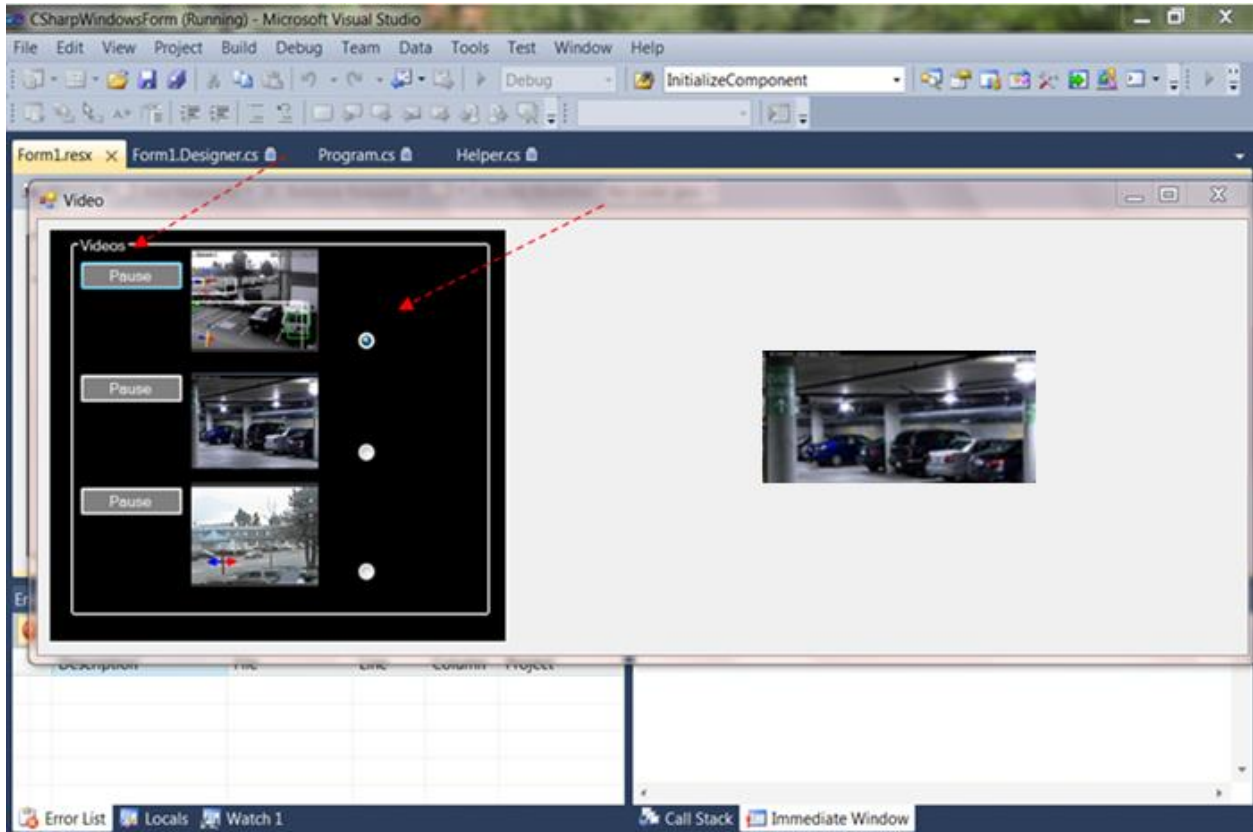 CSharpWindowsForm (Running) - Microsoft Visual Studio
File Edit View Project Build Debug Team Data Tools Test Window Help
Debug InitializeComponent
Form1.resx Form1.Designer.cs Program.cs Helper.cs
Video
Videos
Pause
Pause
Pause
Description File Line Column Project
Error List Locals Watch 1 Call Stack Immediate Window